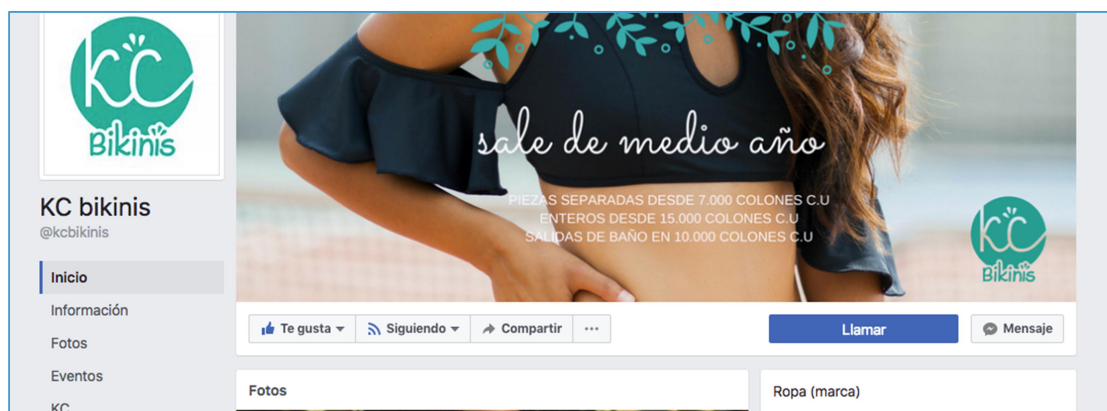 KC
Bikinis
KC bikinis
@kcbikinis
Inicio
Información
Fotos
Eventos
KC
sale de medio año
PIEZAS SEPARADAS DESDE 7.000 COLONES C.U
ENTEROS DESDE 15.000 COLONES C.U
SALIDAS DE BAÑO EN 10.000 COLONES C.U
KC
Bikinis
Te gusta
Siguiendo
Compartir
Llamar
Mensaje
Fotos
Ropa (marca)